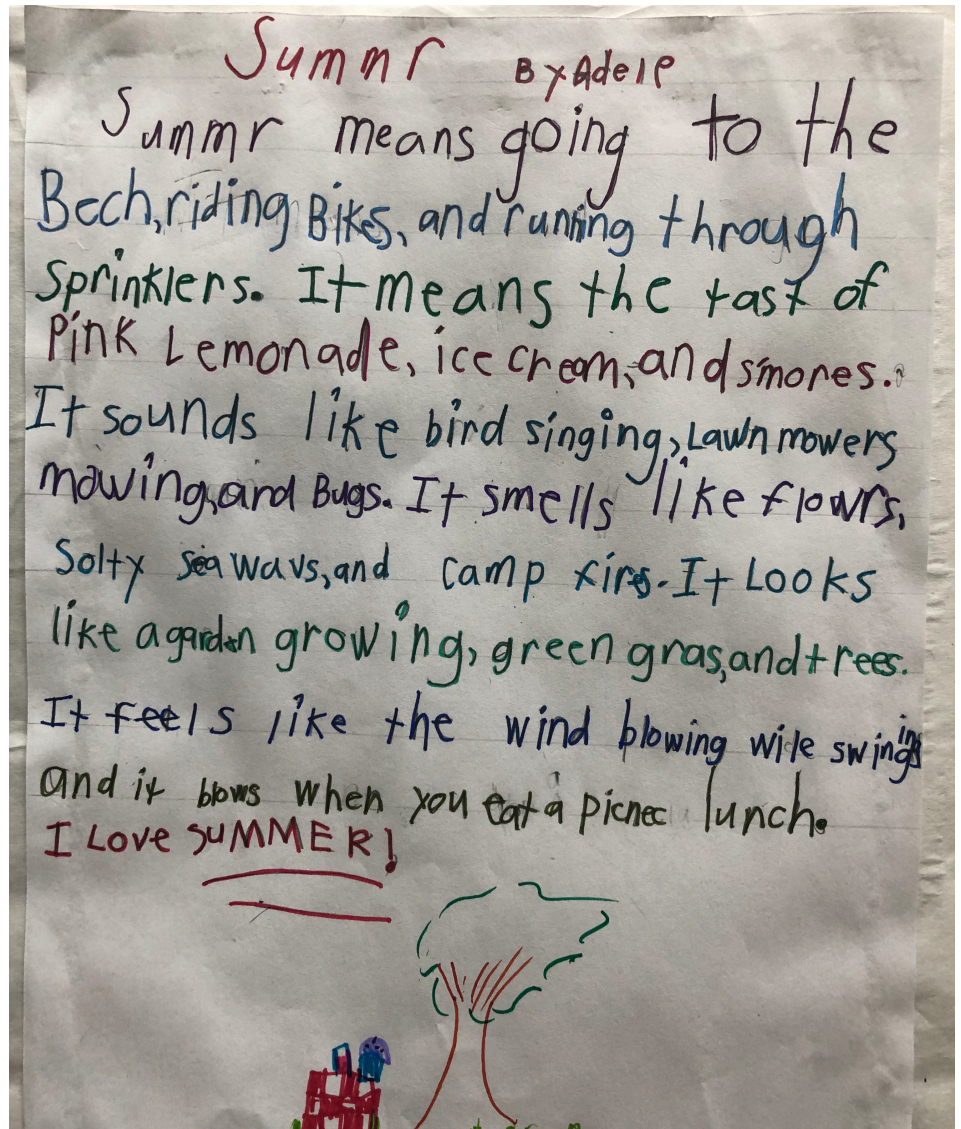 Summr By Adele
Summr means going to the
Bech, riding Bikes, and running through
Sprinklers. It means the tast of
Pink Lemonade, ice cream, and s'mores.
It sounds like bird singing, Lawn mowers
mowing, and Bugs. It smells like flowrs,
Solty sea wavs, and camp firs. It Looks
like a garden growing, green gras, and trees.
It feels like the wind blowing wile swinging
and it blows when you eat a picnec lunch.
I Love SUMMER!